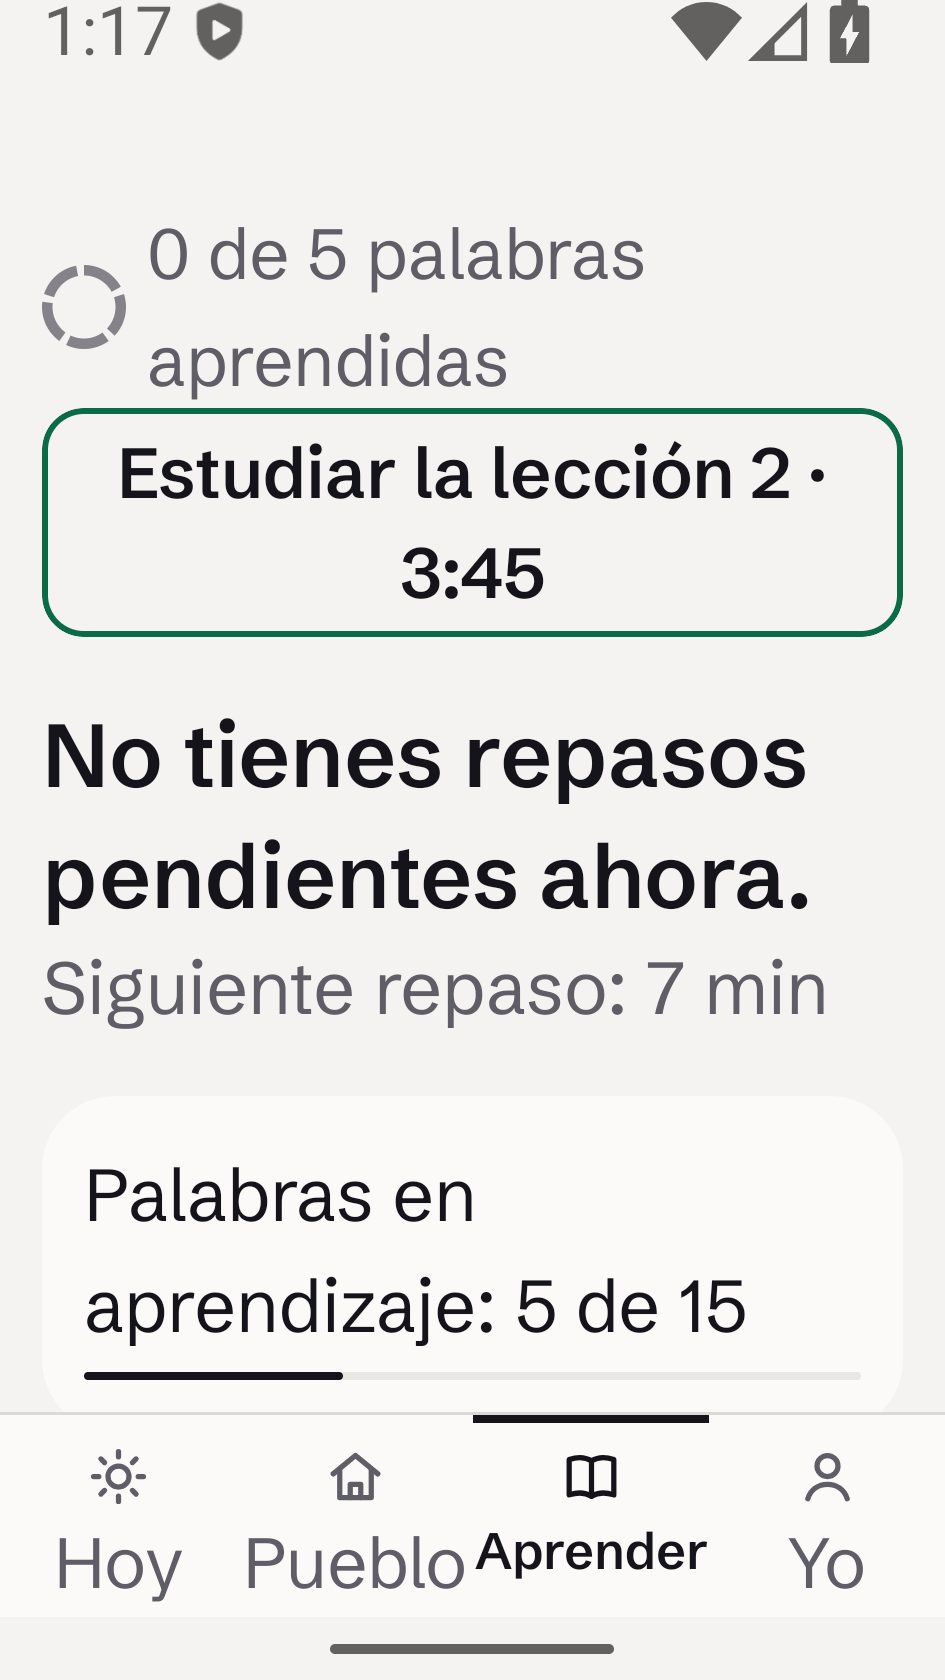 1:17
0 de 5 palabras
aprendidas
Estudiar la lección 2 ·
3:45
No tienes repasos
pendientes ahora.
Siguiente repaso: 7 min
Palabras en
aprendizaje: 5 de 15
Hoy
Pueblo
Aprender
Yo